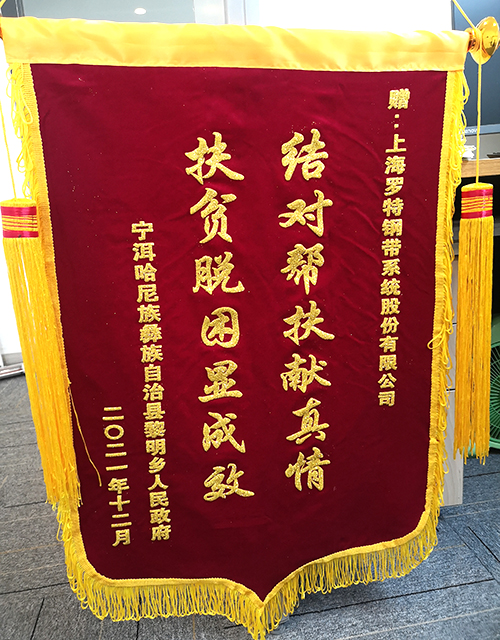 赠：上海罗特钢带系统股份有限公司
结对帮扶献真情
扶贫脱困显成效
宁洱哈尼族彝族自治县黎明乡人民政府
二〇二一年十二月